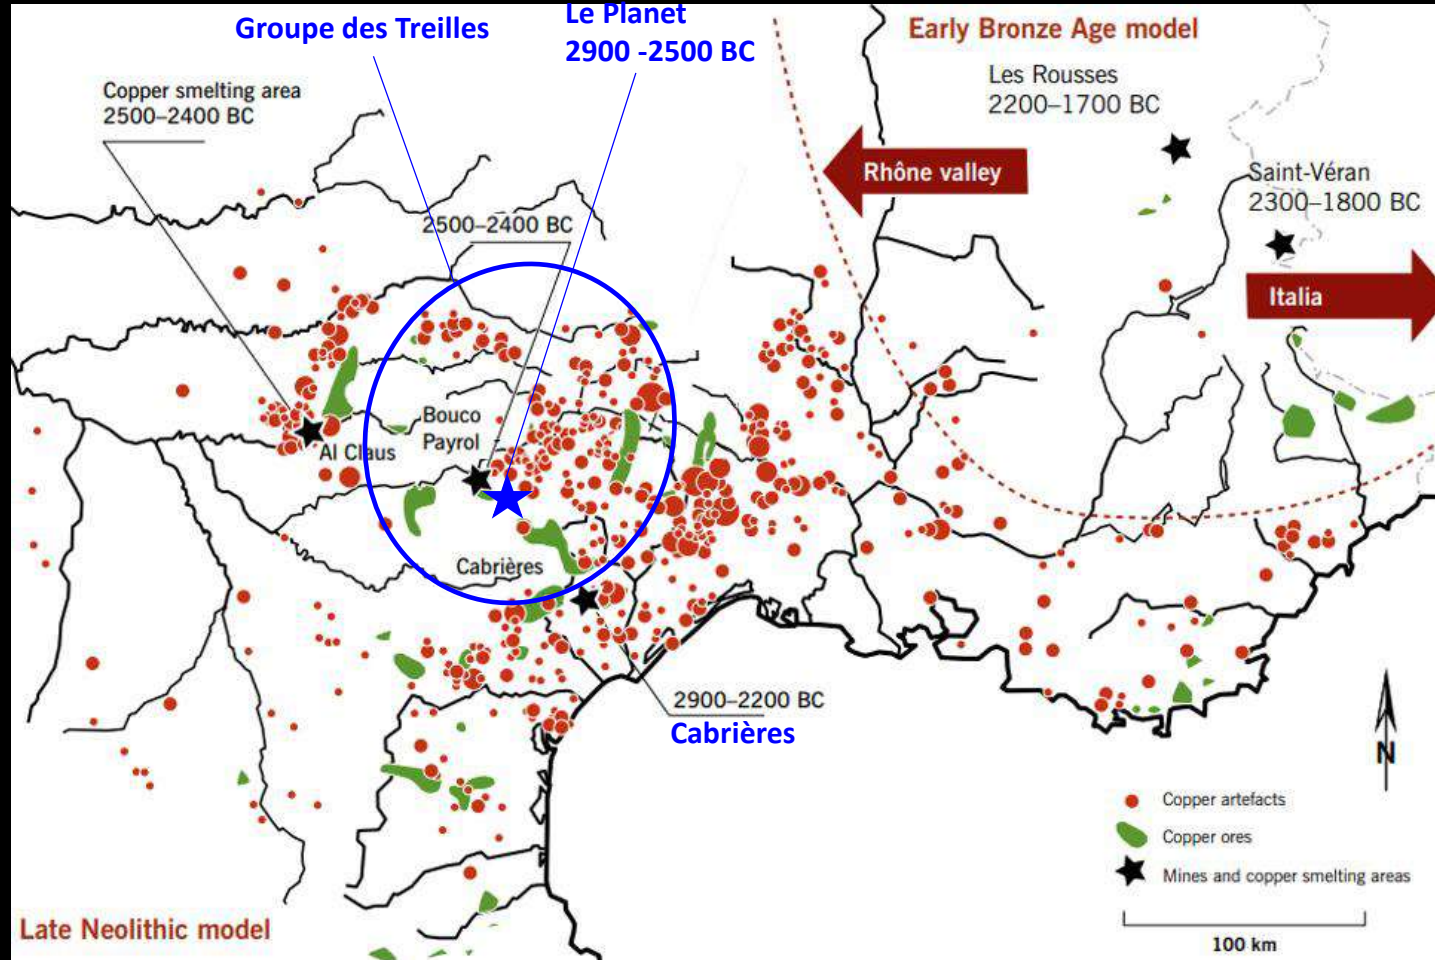 Groupe des Treilles
Le Planet
2900 -2500 BC
Early Bronze Age model
Les Rousses
2200–1700 BC
Copper smelting area
2500–2400 BC
Rhône valley
Saint-Véran
2300–1800 BC
2500–2400 BC
Italia
Bouco
Payrol
Al Claus
Cabrières
2900–2200 BC
Cabrières
N
Copper artefacts
Copper ores
Mines and copper smelting areas
Late Neolithic model
100 km